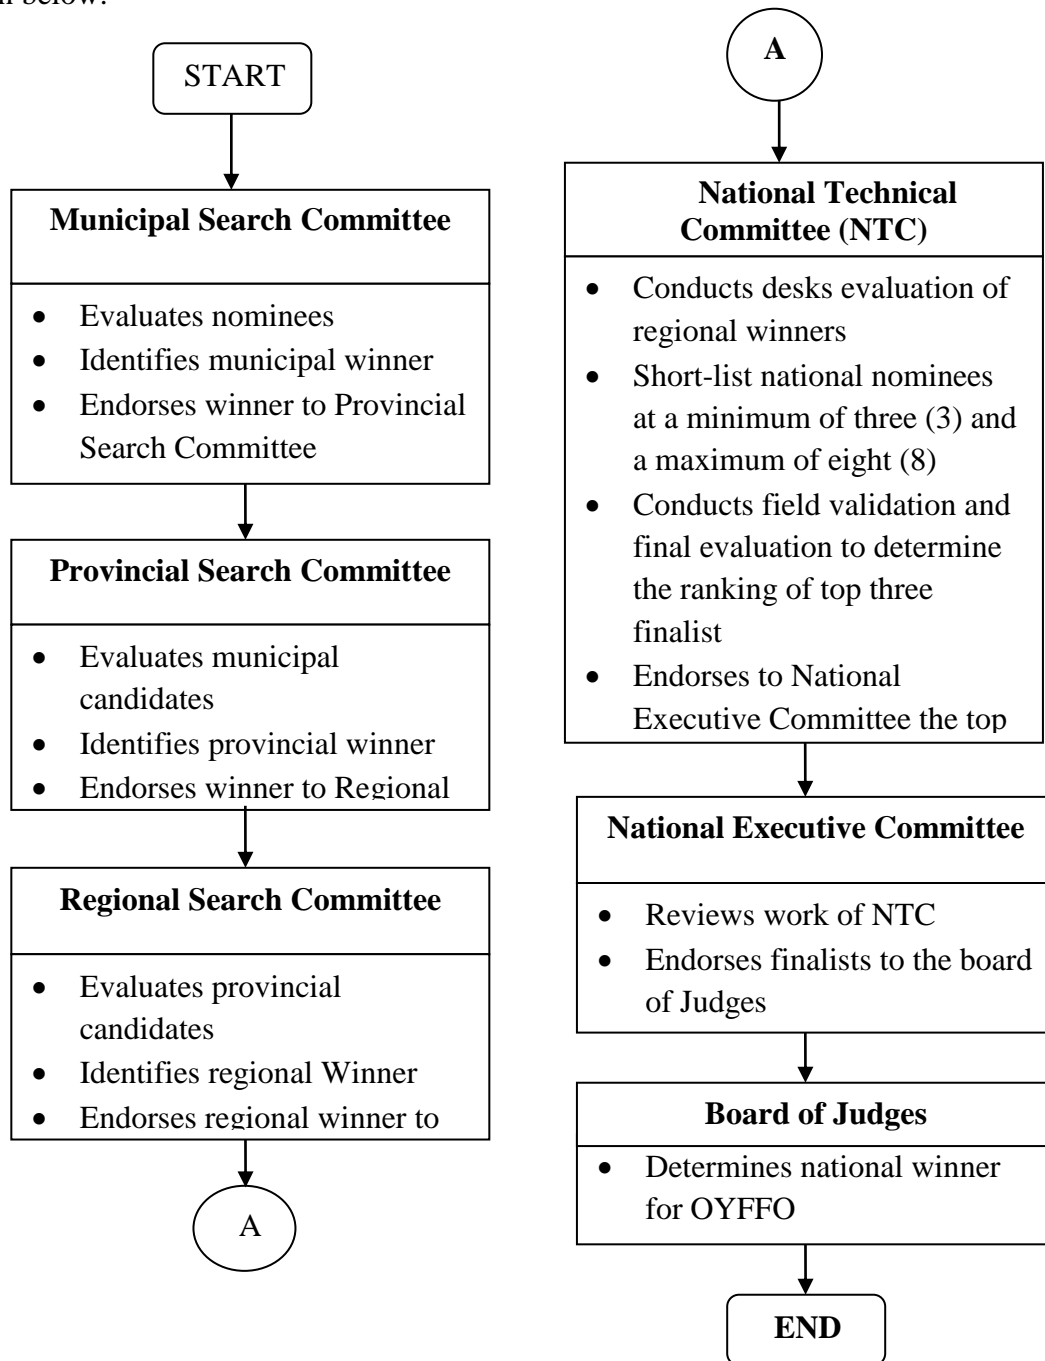 below:
START
Municipal Search Committee
• Evaluates nominees
• Identifies municipal winner
• Endorses winner to Provincial
Search Committee
Provincial Search Committee
• Evaluates municipal
candidates
• Identifies provincial winner
• Endorses winner to Regional
Regional Search Committee
• Evaluates provincial
candidates
• Identifies regional Winner
• Endorses regional winner to
A
A
National Technical
Committee (NTC)
• Conducts desks evaluation of
regional winners
• Short-list national nominees
at a minimum of three (3) and
a maximum of eight (8)
• Conducts field validation and
final evaluation to determine
the ranking of top three
finalist
• Endorses to National
Executive Committee the top
National Executive Committee
• Reviews work of NTC
• Endorses finalists to the board
of Judges
Board of Judges
• Determines national winner
for OYFFO
END